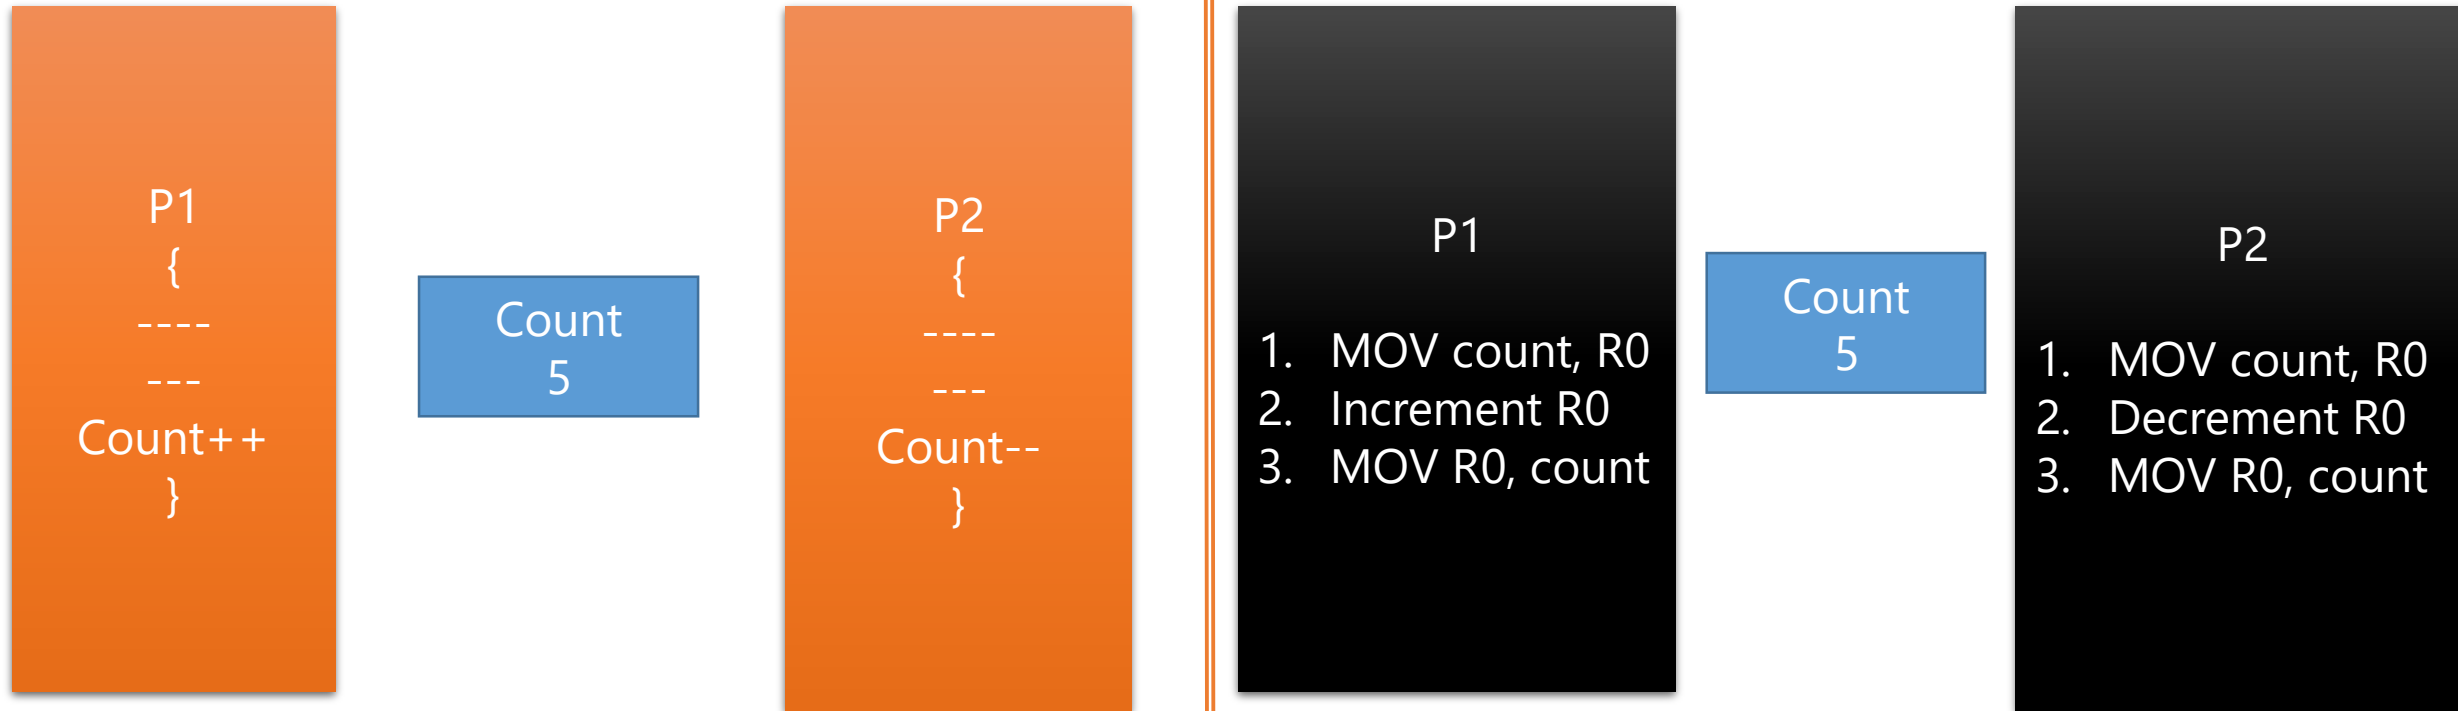 P1
{
----
---
Count++
}
Count
5
P2
{
----
---
Count--
}
P1
1. MOV count, R0
2. Increment R0
3. MOV R0, count
Count
5
P2
1. MOV count, R0
2. Decrement R0
3. MOV R0, count